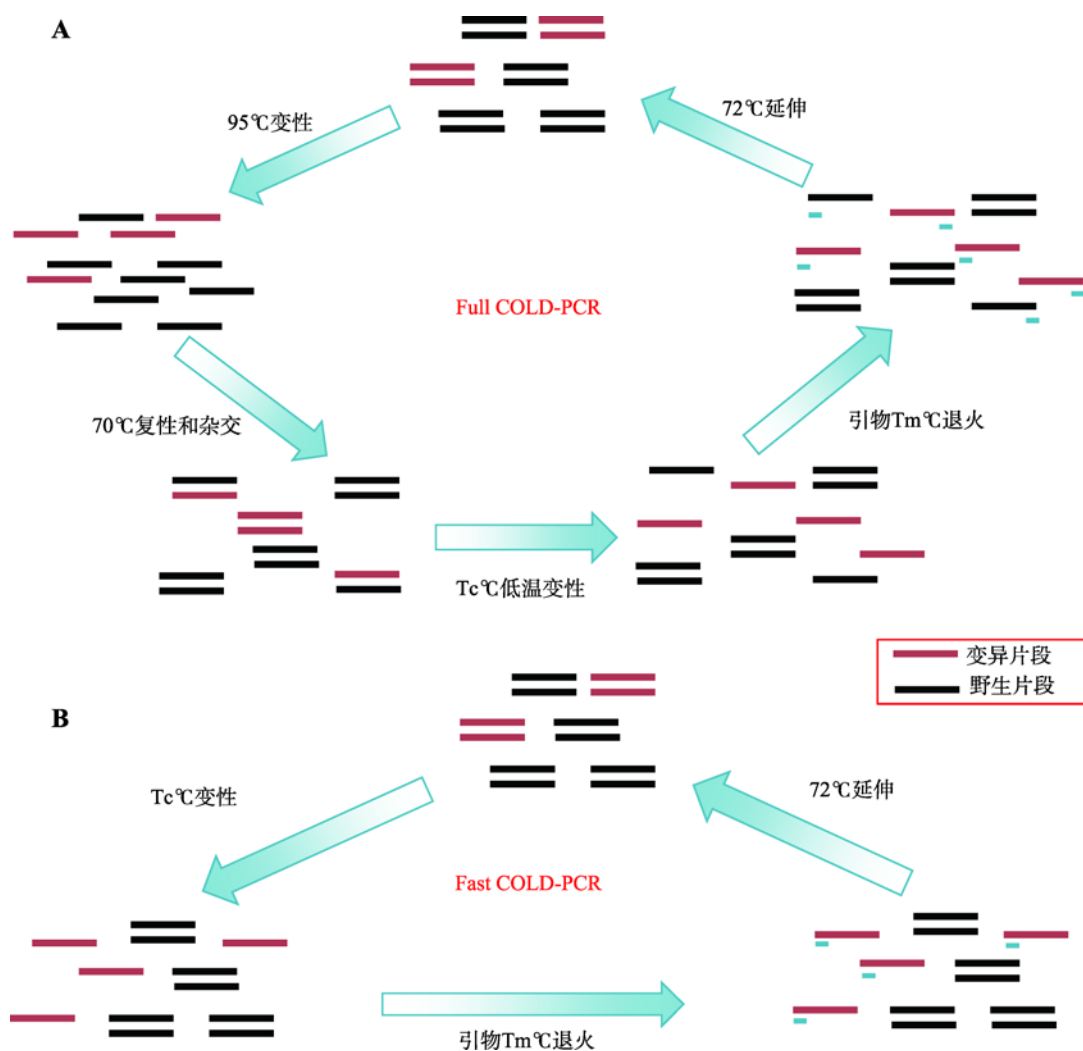 A
95℃变性
72℃延伸
Full COLD-PCR
70℃复性和杂交
引物Tm℃退火
Tc℃低温变性
变异片段
野生片段
B
Tc℃变性
72℃延伸
Fast COLD-PCR
引物Tm℃退火